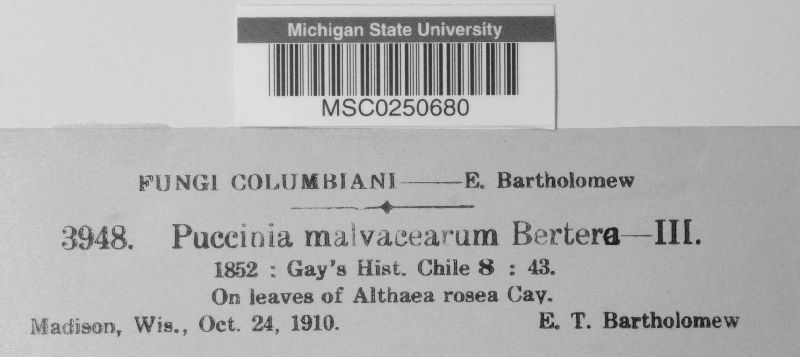 Michigan State University
MSC0250680
FUNGI COLUMBIANI——E. Bartholomew
3948. Puccinia malvacearum Bertera—III.
1852 : Gay's Hist. Chile 8 : 43.
On leaves of Althaea rosea Cav.
Madison, Wis., Oct. 24, 1910. E. T. Bartholomew